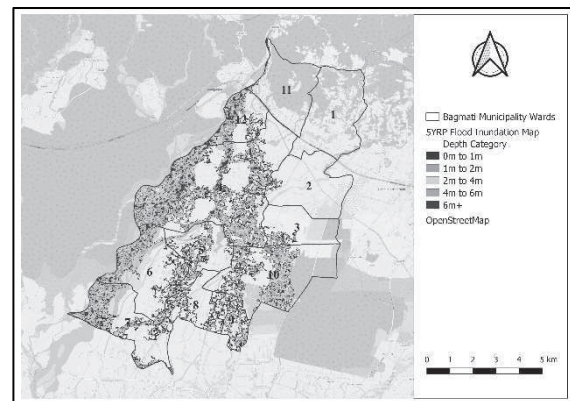 11
1
12
2
3
6
10
8
7
Bagmati Municipality Wards
5YRP Flood Inundation Map
Depth Category
0m to 1m
1m to 2m
2m to 4m
4m to 6m
6m+
OpenStreetMap
0 1 2 3 4 5 km